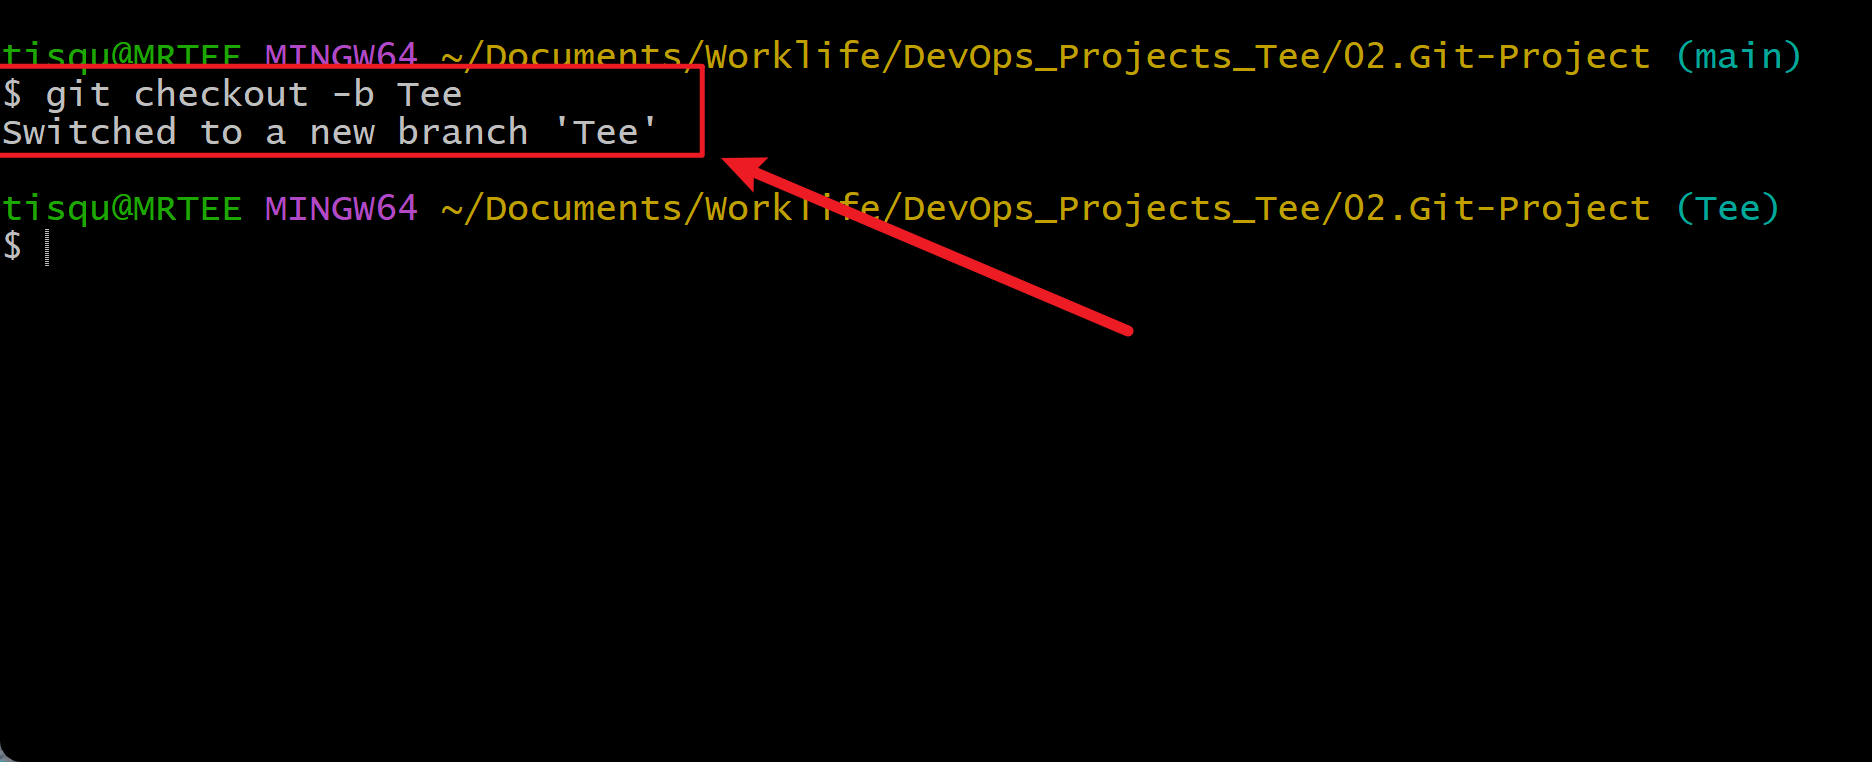 tisqu@MRTEE MINGW64 ~/Documents/Worklife/DevOps_Projects_Tee/02.Git-Project (main)
$ git checkout -b Tee
Switched to a new branch 'Tee'
tisqu@MRTEE MINGW64 ~/Documents/Worklife/DevOps_Projects_Tee/02.Git-Project (Tee)
$